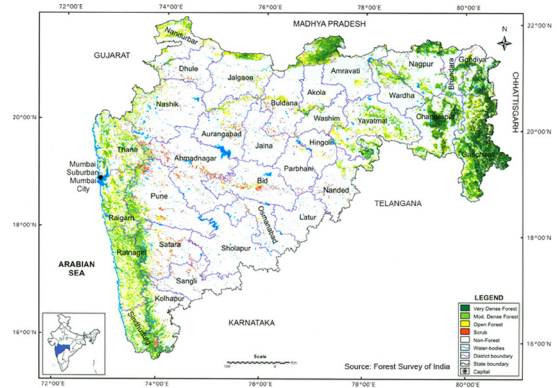 72°00'E 74°00'E 76°00'E 78°00'E 80°00'E
MADHYA PRADESH
N
GUJARAT
Nandurbar
Dhule
Jalgaon
Amravati
Nagpur
Bhandara
Gondiya
Akola
Buldana
Wardha
Nashik
Washim
Yavatmal
Chandrapur
CHHATTISGARH
20°00'N
20°00'N
Aurangabad
Jalna
Hingoli
Gadchiroli
Thane
Ahmadnagar
Parbhani
Mumbai
Suburban
Mumbai
City
Bid
Nanded
Pune
TELANGANA
Raigarh
Osmanabad
Latur
18°00'N
18°00'N
ARABIAN
SEA
Ratnagiri
Satara
Sholapur
Sangli
Kolhapur
Sindhudurg
KARNATAKA
LEGEND
Very Dense Forest
Mod. Dense Forest
Open Forest
Scrub
Non-Forest
Water-bodies
District boundary
State boundary
Capital
16°00'N
16°00'N
INDIA
Scale
Source: Forest Survey of India
72°00'E 74°00'E 76°00'E 78°00'E 80°00'E